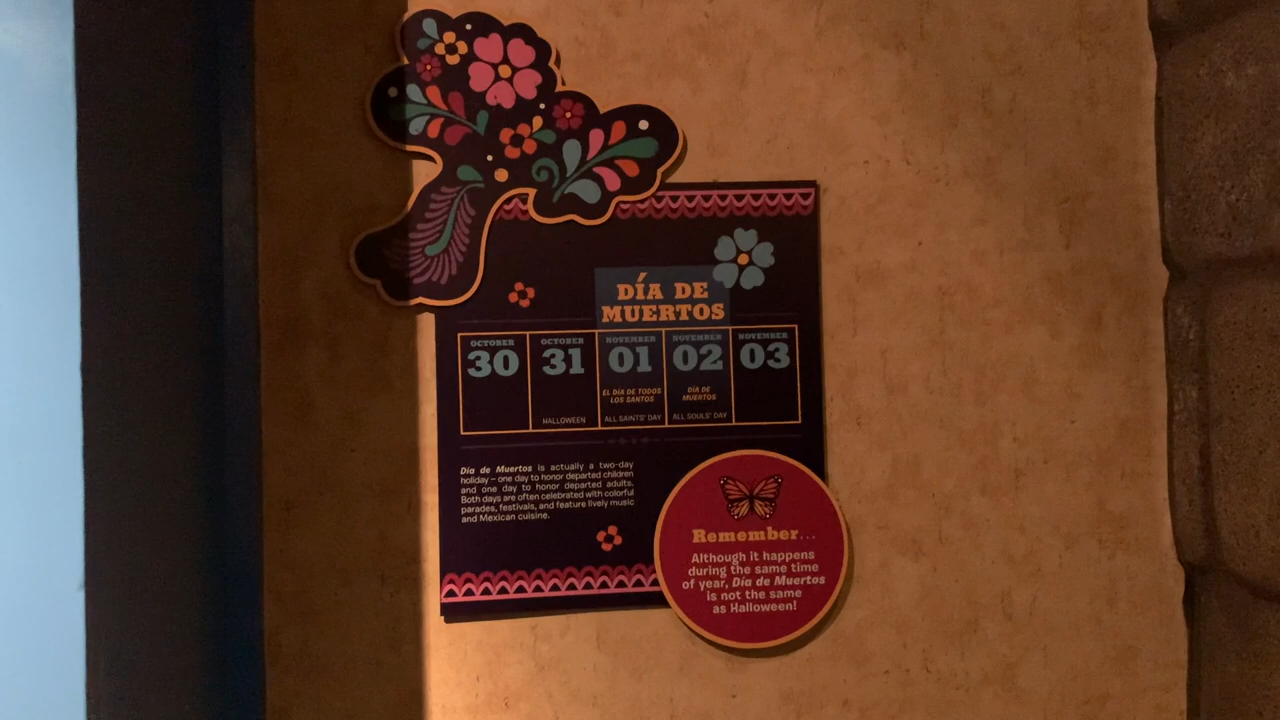 DÍA DE
MUERTOS
OCTOBER
30
OCTOBER
31
HALLOWEEN
NOVEMBER
01
EL DÍA DE TODOS
LOS SANTOS
ALL SAINTS' DAY
NOVEMBER
02
DÍA DE
MUERTOS
ALL SOULS' DAY
NOVEMBER
03
Día de Muertos is actually a two-day
holiday – one day to honor departed children
and one day to honor departed adults.
Both days are often celebrated with colorful
parades, festivals, and feature lively music
and Mexican cuisine.
Remember...
Although it happens
during the same time
of year, Día de Muertos
is not the same
as Halloween!